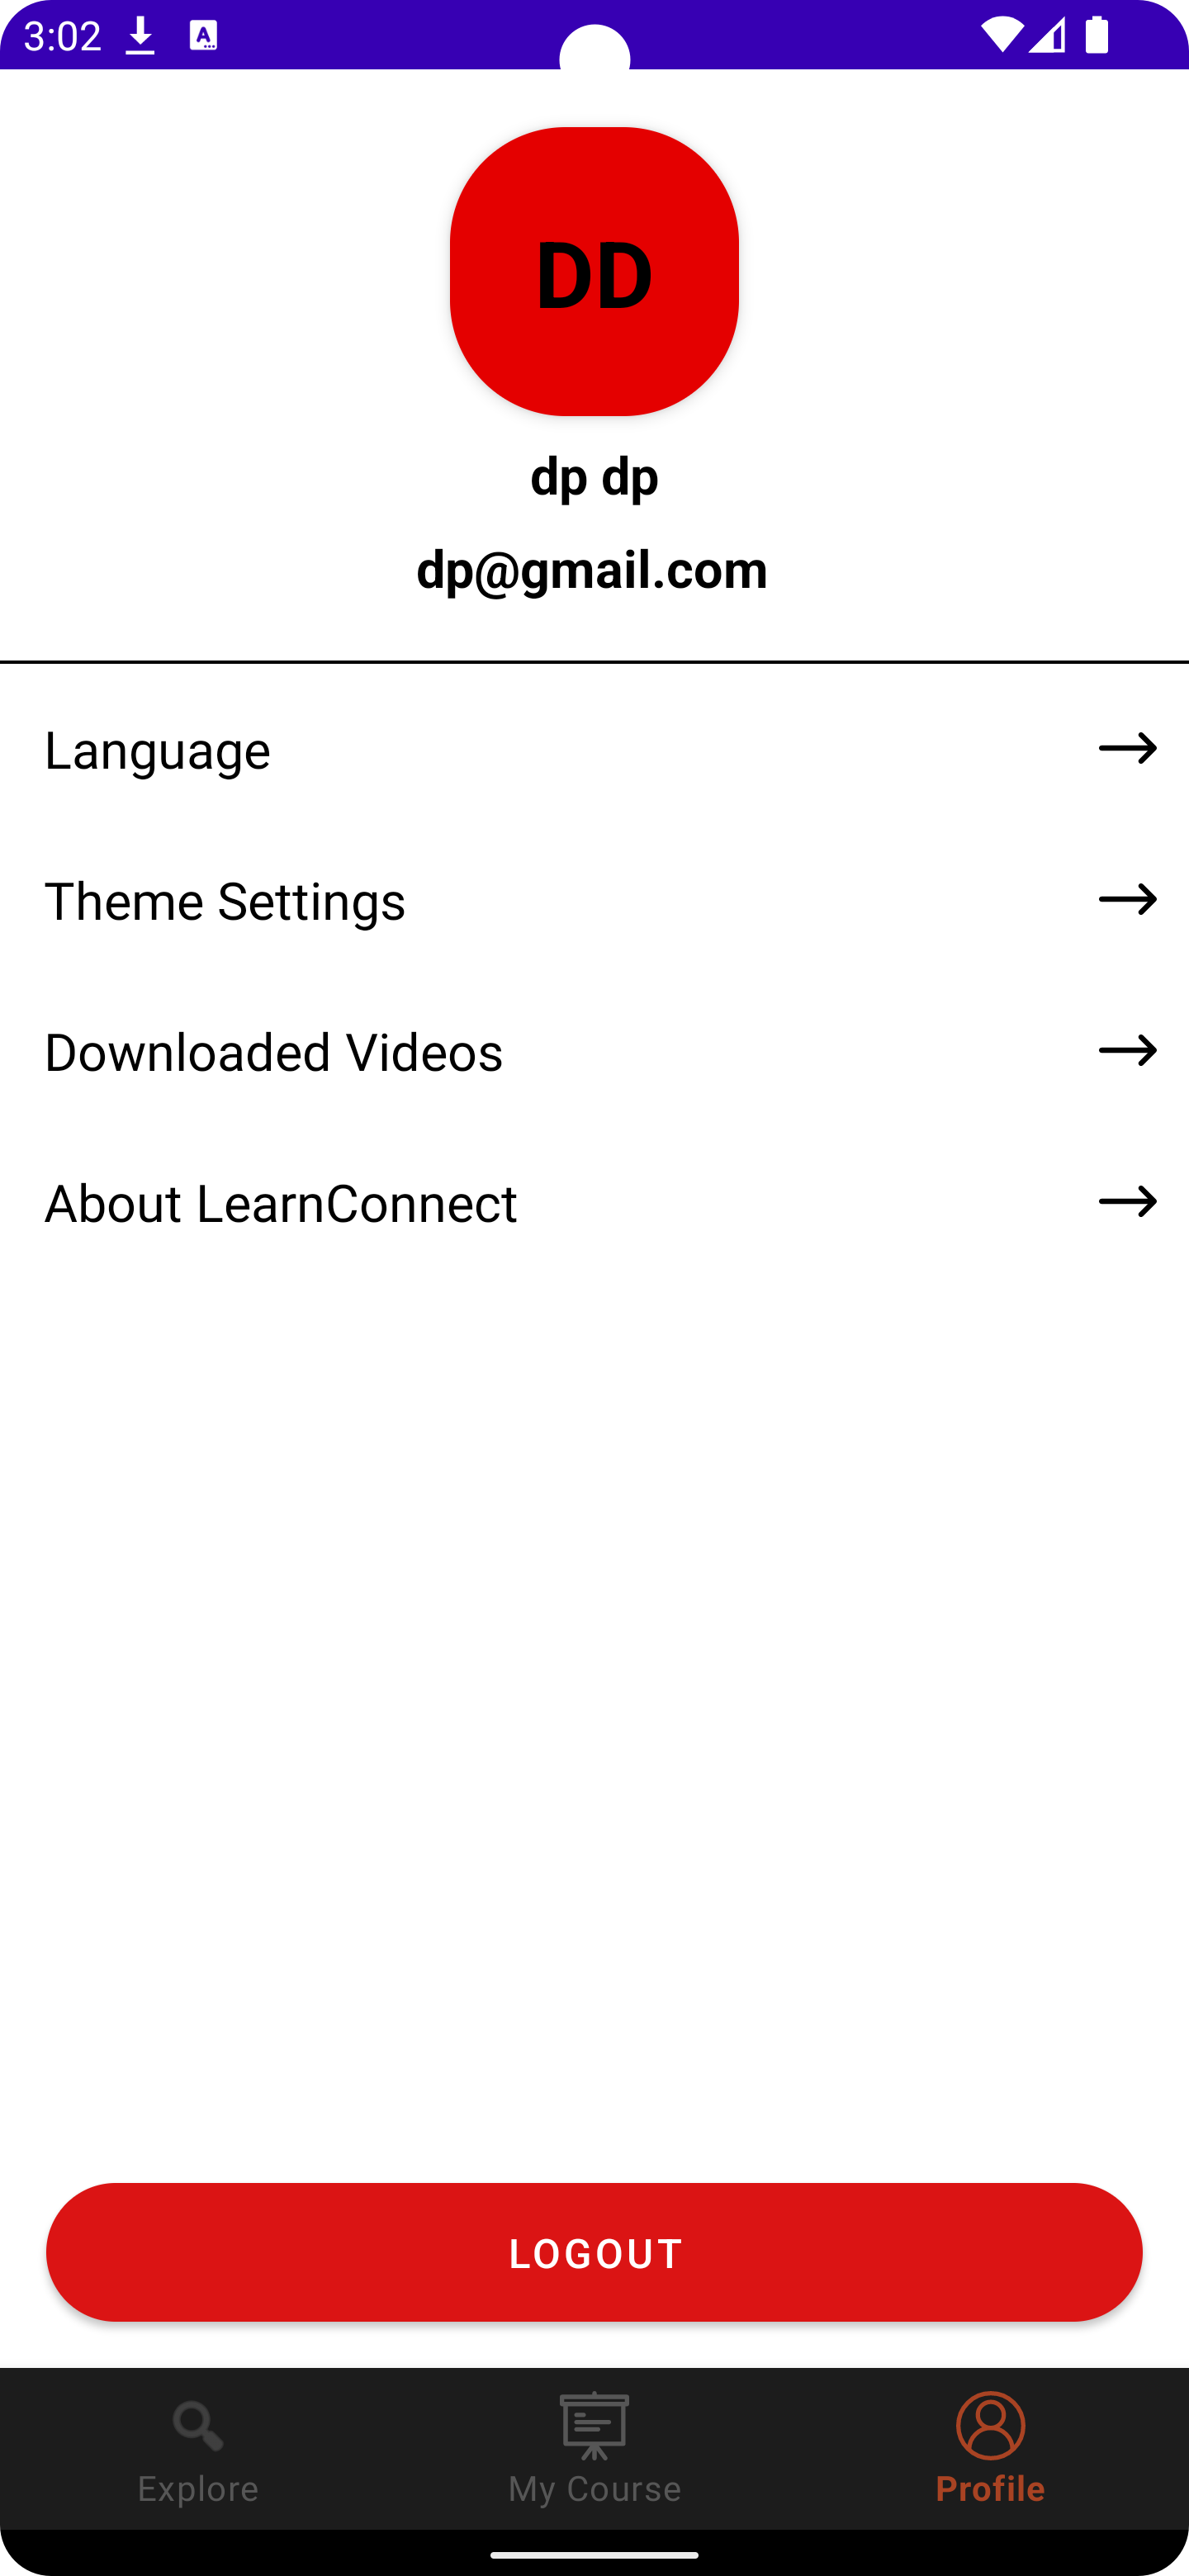 3:02
DD
dp dp
dp@gmail.com
Language
Theme Settings
Downloaded Videos
About LearnConnect
LOGOUT
Explore
My Course
Profile